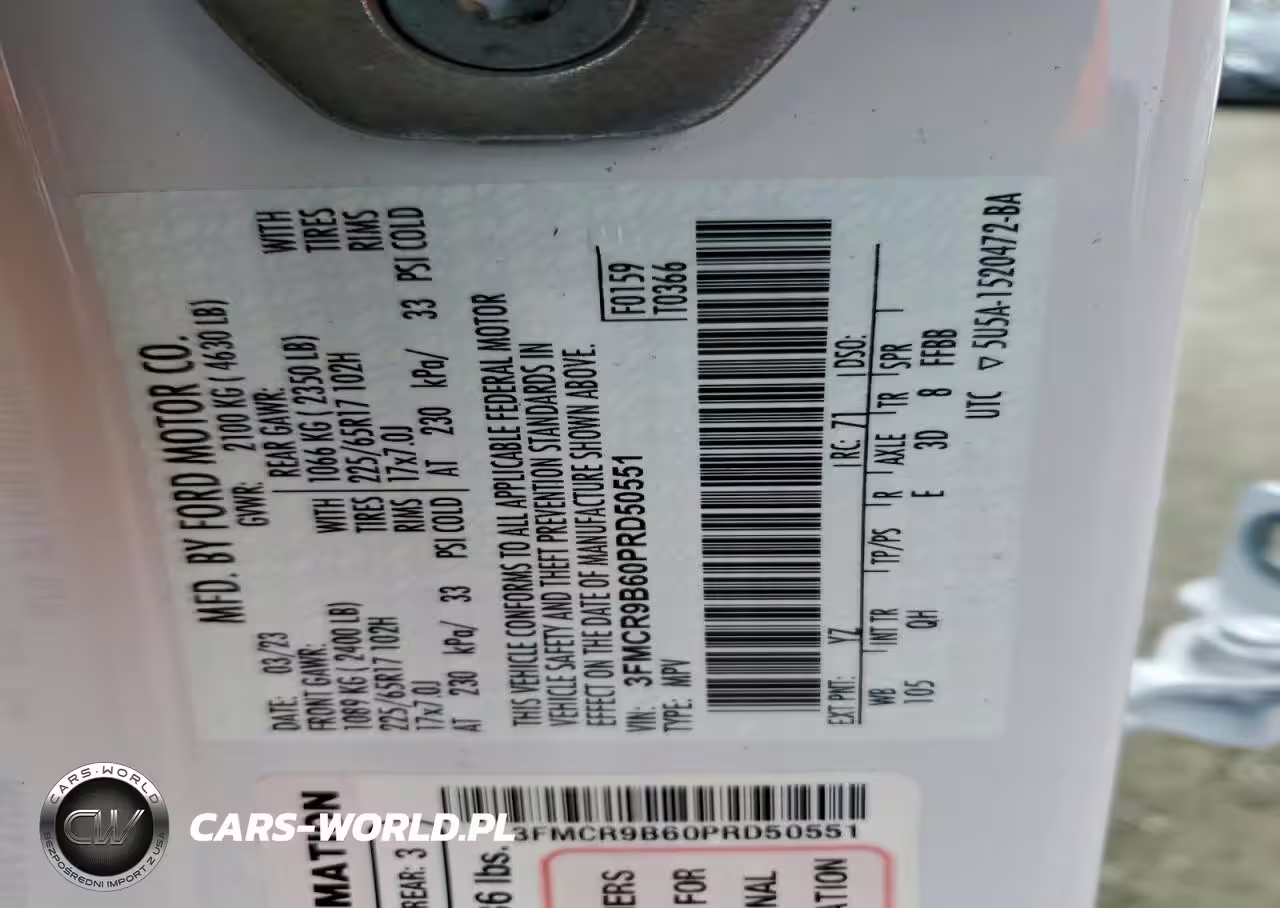 MFD. BY FORD MOTOR CO.
DATE: 03/23 GVWR: 2100 KG ( 4630 LB)
FRONT GAWR: REAR GAWR:
1089 KG ( 2400 LB) WITH 1066 KG ( 2350 LB) WITH
225/65R17 102H TIRES 225/65R17 102H TIRES
17x7.0J RIMS 17x7.0J RIMS
AT 230 kPa/ 33 PSI COLD AT 230 kPa/ 33 PSI COLD
THIS VEHICLE CONFORMS TO ALL APPLICABLE FEDERAL MOTOR
VEHICLE SAFETY AND THEFT PREVENTION STANDARDS IN
EFFECT ON THE DATE OF MANUFACTURE SHOWN ABOVE.
VIN: 3FMCR9B60PRD50551 F0159
TYPE: MPV T0366
EXT PNT: YZ RC: 71 DSO:
WB INT TR TP/PS R AXLE TR SPR
105 QH E 3D 8 FFBB
UTC ▽ 5U5A-1520472-BA
MATION
REAR: 3
36 lbs.
3FMCR9B60PRD50551
FOR
CARS-WORLD
CW
BEZPOŚREDNI IMPORT Z USA
CARS-WORLD.PL